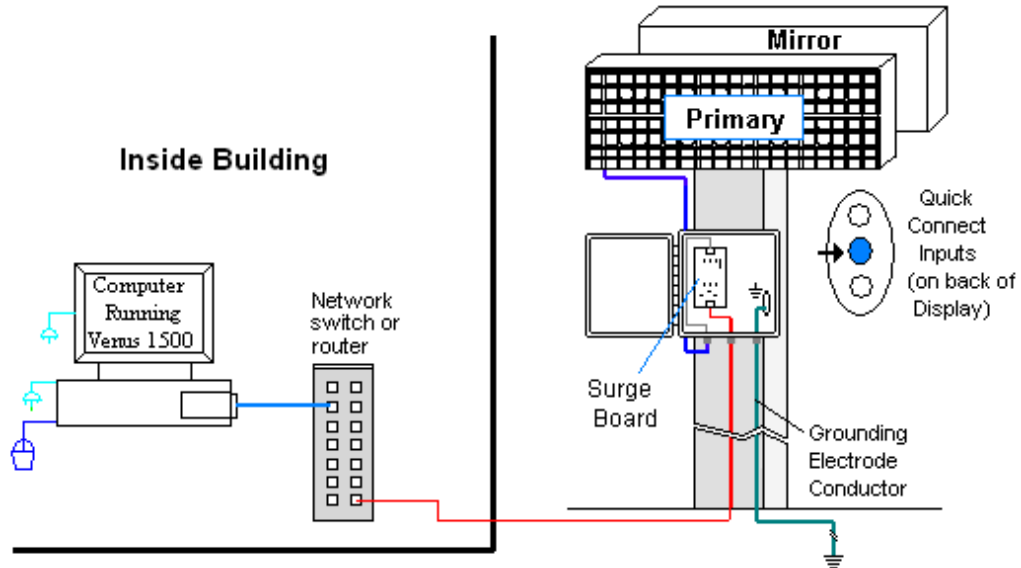 Mirror
Primary
Inside Building
Quick
Connect
Inputs
(on back of
Display)
Computer
Running
Venus 1500
Network
switch or
router
Surge
Board
Grounding
Electrode
Conductor